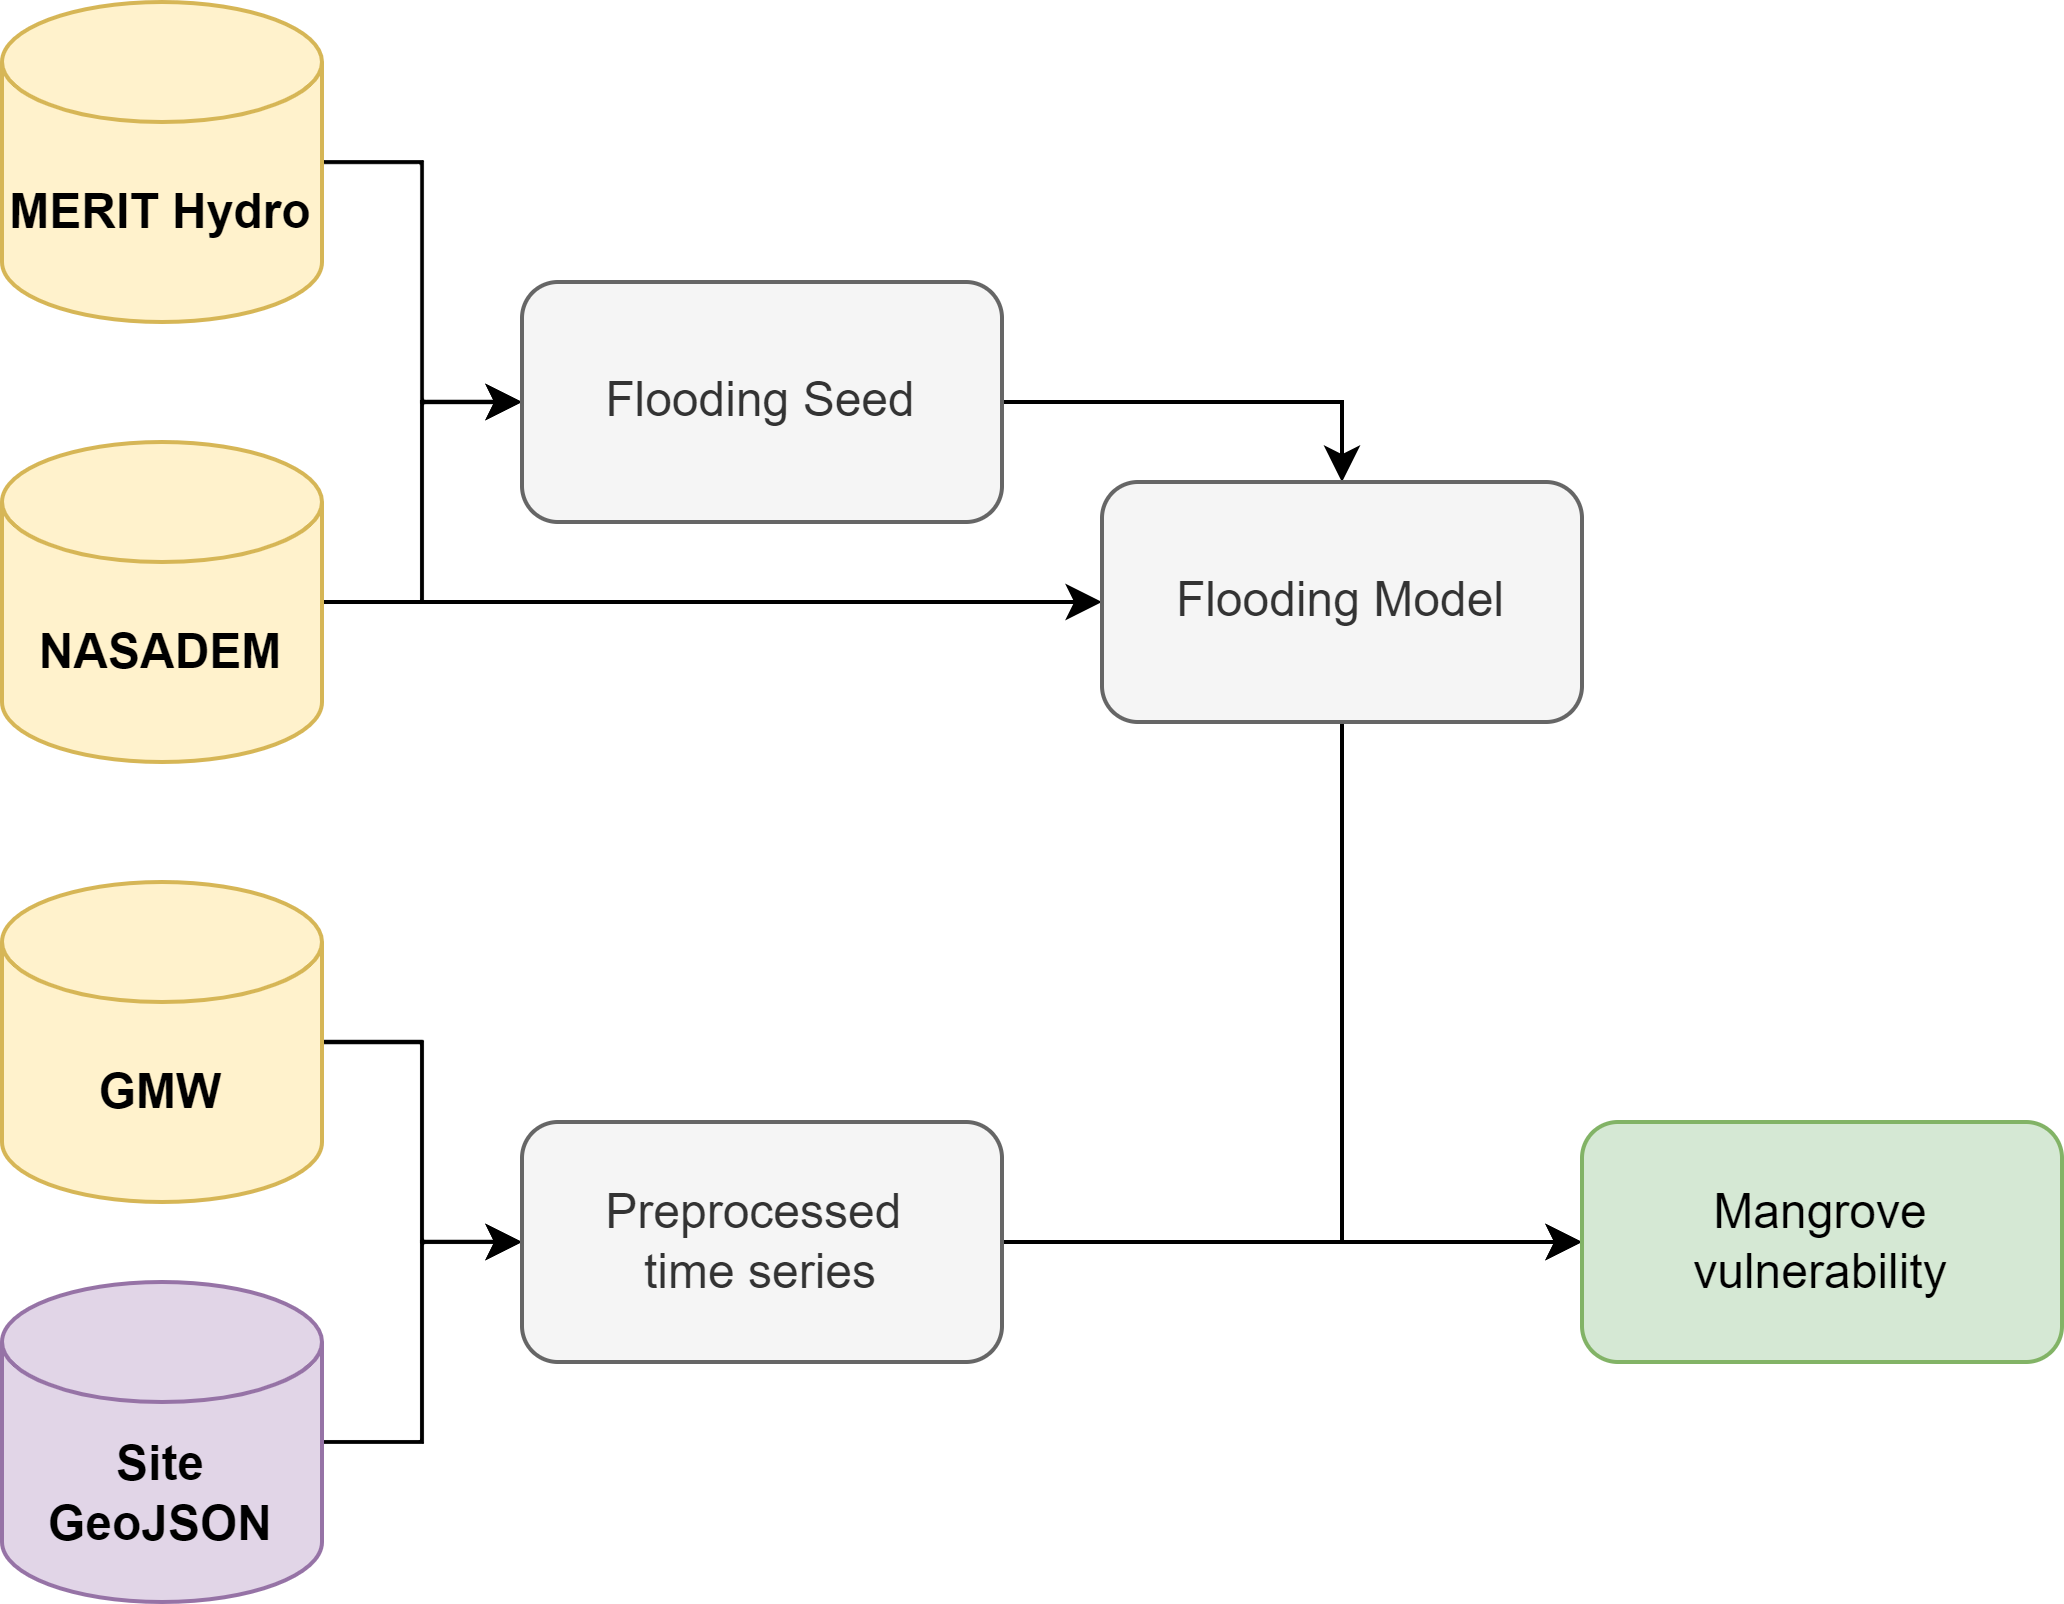 MERIT Hydro
Flooding Seed
NASADEM
Flooding Model
GMW
Preprocessed
time series
Mangrove
vulnerability
Site
GeoJSON